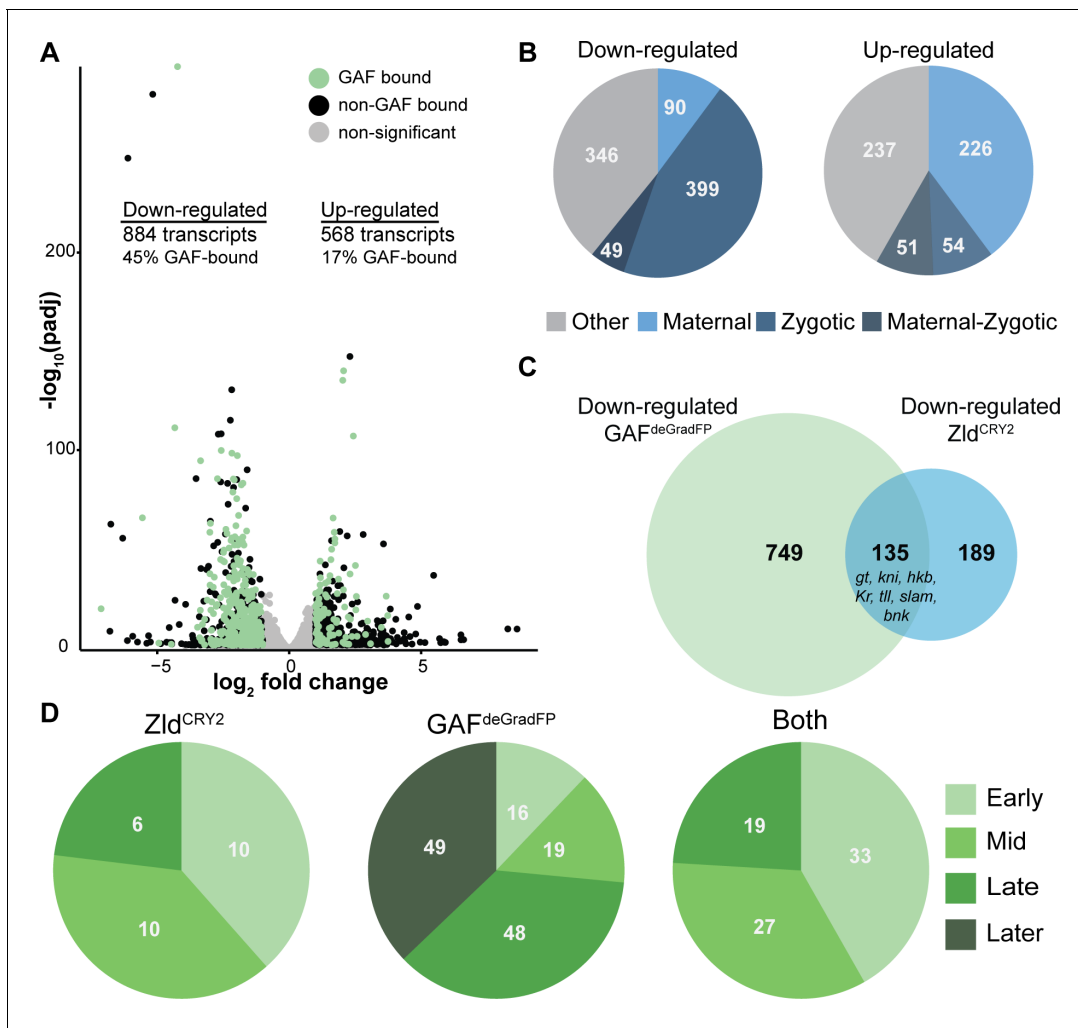 A
GAF bound
non-GAF bound
non-significant
Down-regulated
884 transcripts
45% GAF-bound
Up-regulated
568 transcripts
17% GAF-bound
-log10(padj)
200
100
0
−5
0
5
log2 fold change
B
Down-regulated
90
399
49
346
Up-regulated
226
54
51
237
Other
Maternal
Zygotic
Maternal-Zygotic
C
Down-regulated
GAFdeGradFP
Down-regulated
ZldCRY2
749
135
189
gt, kni, hkb,
Kr, tll, slam,
bnk
D
ZldCRY2
10
10
6
GAFdeGradFP
16
19
48
49
Both
33
27
19
Early
Mid
Late
Later